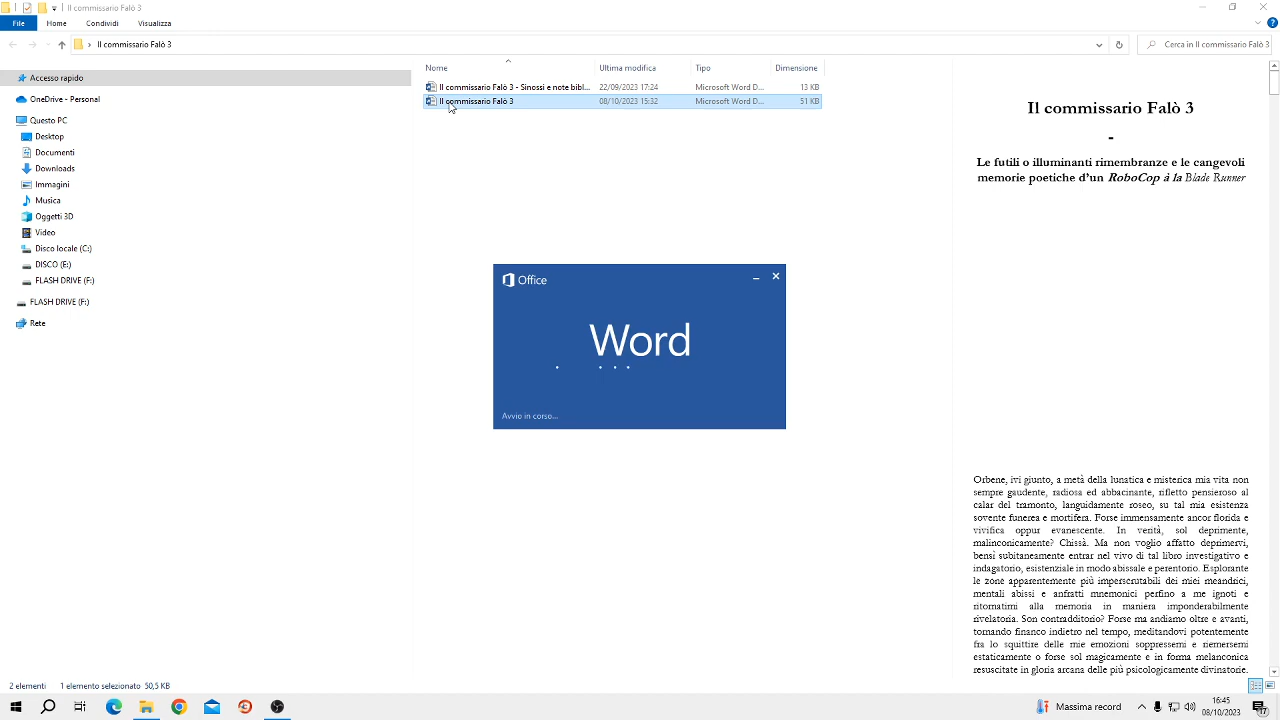 Il commissario Falò 3
File Home Condividi Visualizza
Il commissario Falò 3
Cerca in Il commissario Falò 3
Nome Ultima modifica Tipo Dimensione
Accesso rapido
OneDrive - Personal
Questo PC
Desktop
Documenti
Downloads
Immagini
Musica
Oggetti 3D
Video
Disco locale (C:)
DISCO (E:)
FLASH DRIVE (F:)
FLASH DRIVE (F:)
Rete
Il commissario Falò 3 - Sinossi e note bibl... 22/09/2023 17:24 Microsoft Word D... 13 KB
Il commissario Falò 3 08/10/2023 15:32 Microsoft Word D... 51 KB
Office
Word
Avvio in corso...
Il commissario Falò 3
-
Le futili o illuminanti rimembranze e le cangevoli
memorie poetiche d'un RoboCop à la Blade Runner
Orbene, ivi giunto, a metà della lunatica e misterica mia vita non
sempre gaudente, radiosa ed abbacinante, rifletto pensieroso al
calar del tramonto, languidamente roseo, su tal mia esistenza
sovente funerea e mortifera. Forse immensamente ancor florida e
vivifica oppur evanescente. In verità, sol deprimente,
malinconicamente? Chissà. Ma non voglio affatto deprimervi,
bensì subitaneamente entrar nel vivo di tal libro investigativo e
indagatorio, esistenziale in modo abissale e perentorio. Esplorante
le zone apparentemente più imperscrutabili dei miei meandrici,
mentali abissi e anfratti mnemonici perfino a me ignoti e
ritornatimi alla memoria in maniera imponderabilmente
rivelatoria. Son contradditorio? Forse ma andiamo oltre e avanti,
tornando financo indietro nel tempo, meditandovi potentemente
fra lo squittire delle mie emozioni soppressemi e riemersemi
estaticamente o forse sol magicamente e in forma melanconica
resuscitate in gloria arcana delle più psicologicamente divinatorie.
2 elementi 1 elemento selezionato 50,5 KB
Massima record
16:45
08/10/2023
17